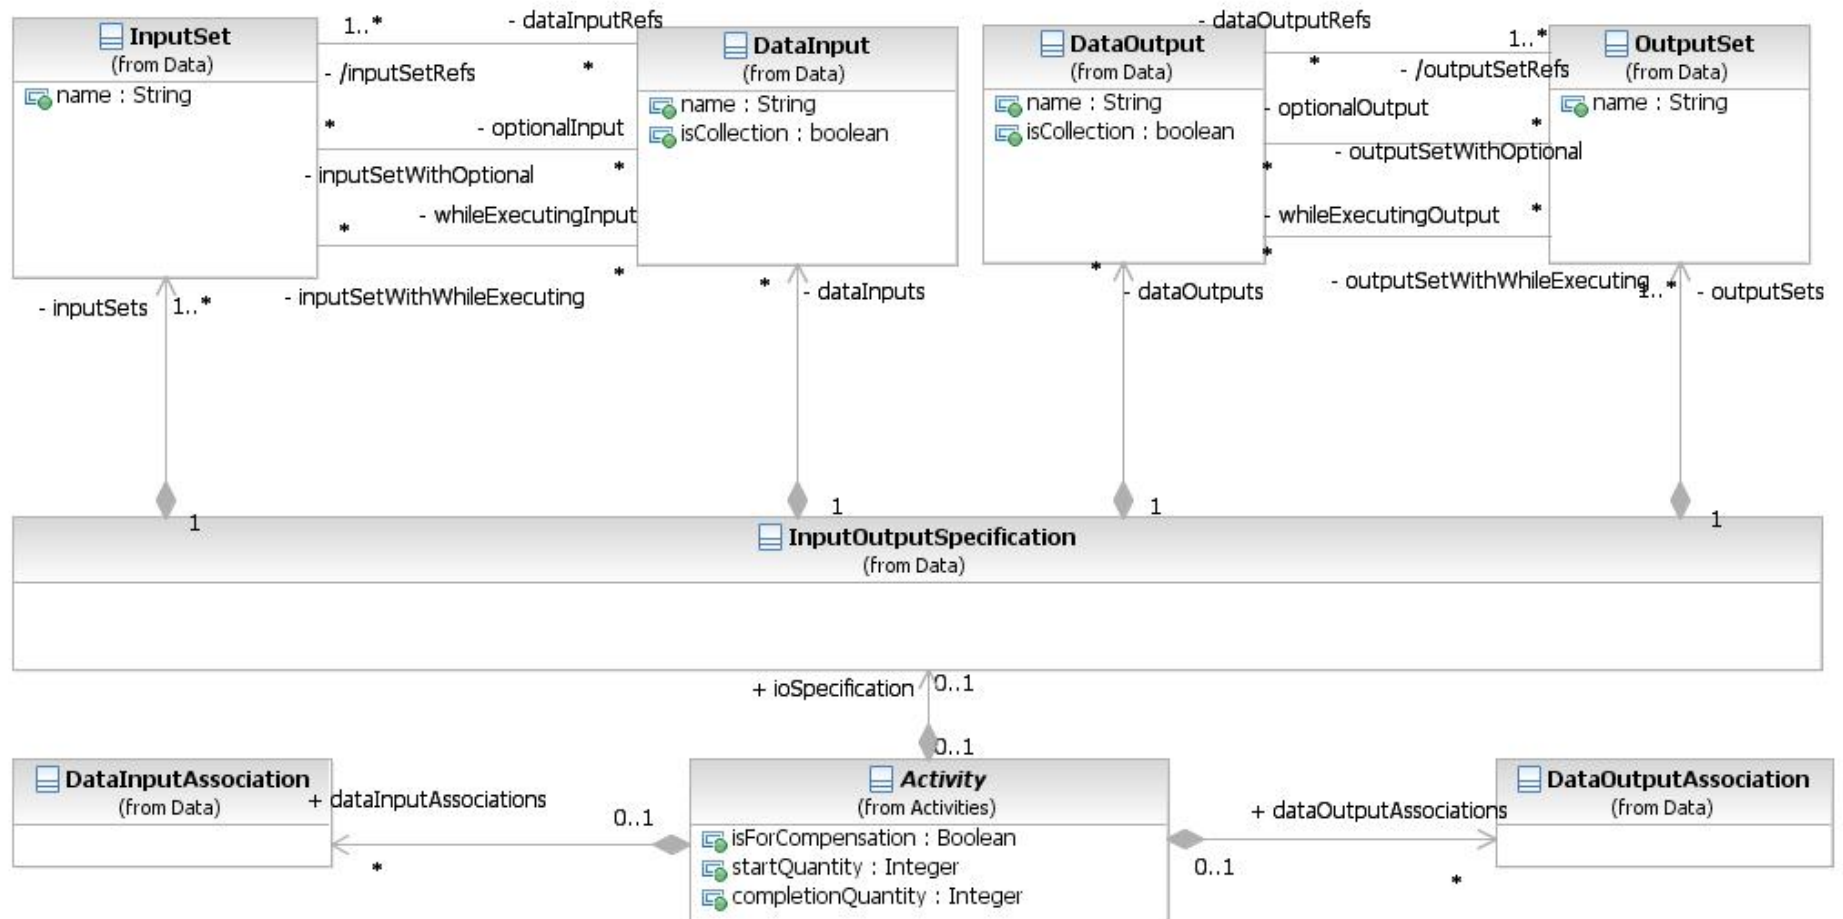 InputSet
(from Data)
name : String
1..*
- dataInputRefs
- /inputSetRefs
*
*
- optionalInput
- inputSetWithOptional
*
- whileExecutingInput
*
- inputSetWithWhileExecuting
*
DataInput
(from Data)
name : String
isCollection : boolean
DataOutput
(from Data)
name : String
isCollection : boolean
- dataOutputRefs
1..*
*
- /outputSetRefs
- optionalOutput
*
- outputSetWithOptional
*
- whileExecutingOutput
*
*
- outputSetWithWhileExecuting
OutputSet
(from Data)
name : String
- inputSets
1..*
*
- dataInputs
*
- dataOutputs
1..*
- outputSets
1
1
1
1
InputOutputSpecification
(from Data)
+ ioSpecification
0..1
0..1
DataInputAssociation
(from Data)
+ dataInputAssociations
0..1
*
Activity
(from Activities)
isForCompensation : Boolean
startQuantity : Integer
completionQuantity : Integer
+ dataOutputAssociations
0..1
*
DataOutputAssociation
(from Data)